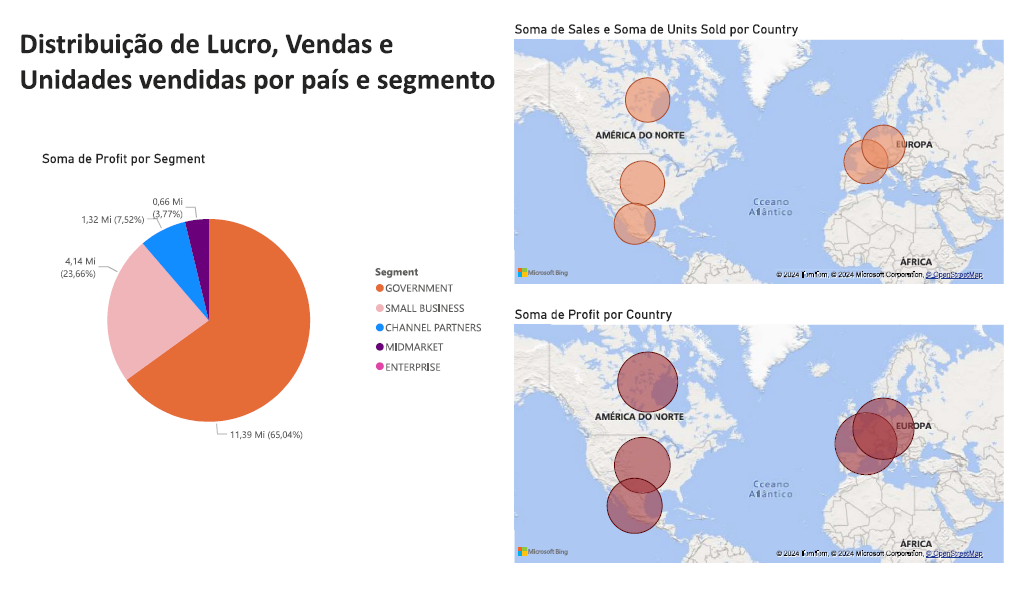 Distribuição de Lucro, Vendas e
Unidades vendidas por país e segmento
Soma de Profit por Segment
0,66 Mi
(3,77%)
1,32 Mi (7,52%)
4,14 Mi
(23,66%)
11,39 Mi (65,04%)
Segment
GOVERNMENT
SMALL BUSINESS
CHANNEL PARTNERS
MIDMARKET
ENTERPRISE
Soma de Sales e Soma de Units Sold por Country
AMÉRICA DO NORTE
EUROPA
Oceano
Atlântico
ÁFRICA
Microsoft Bing
© 2024 TomTom, © 2024 Microsoft Corporation, © OpenStreetMap
Soma de Profit por Country
AMÉRICA DO NORTE
EUROPA
Oceano
Atlântico
ÁFRICA
Microsoft Bing
© 2024 TomTom, © 2024 Microsoft Corporation, © OpenStreetMap